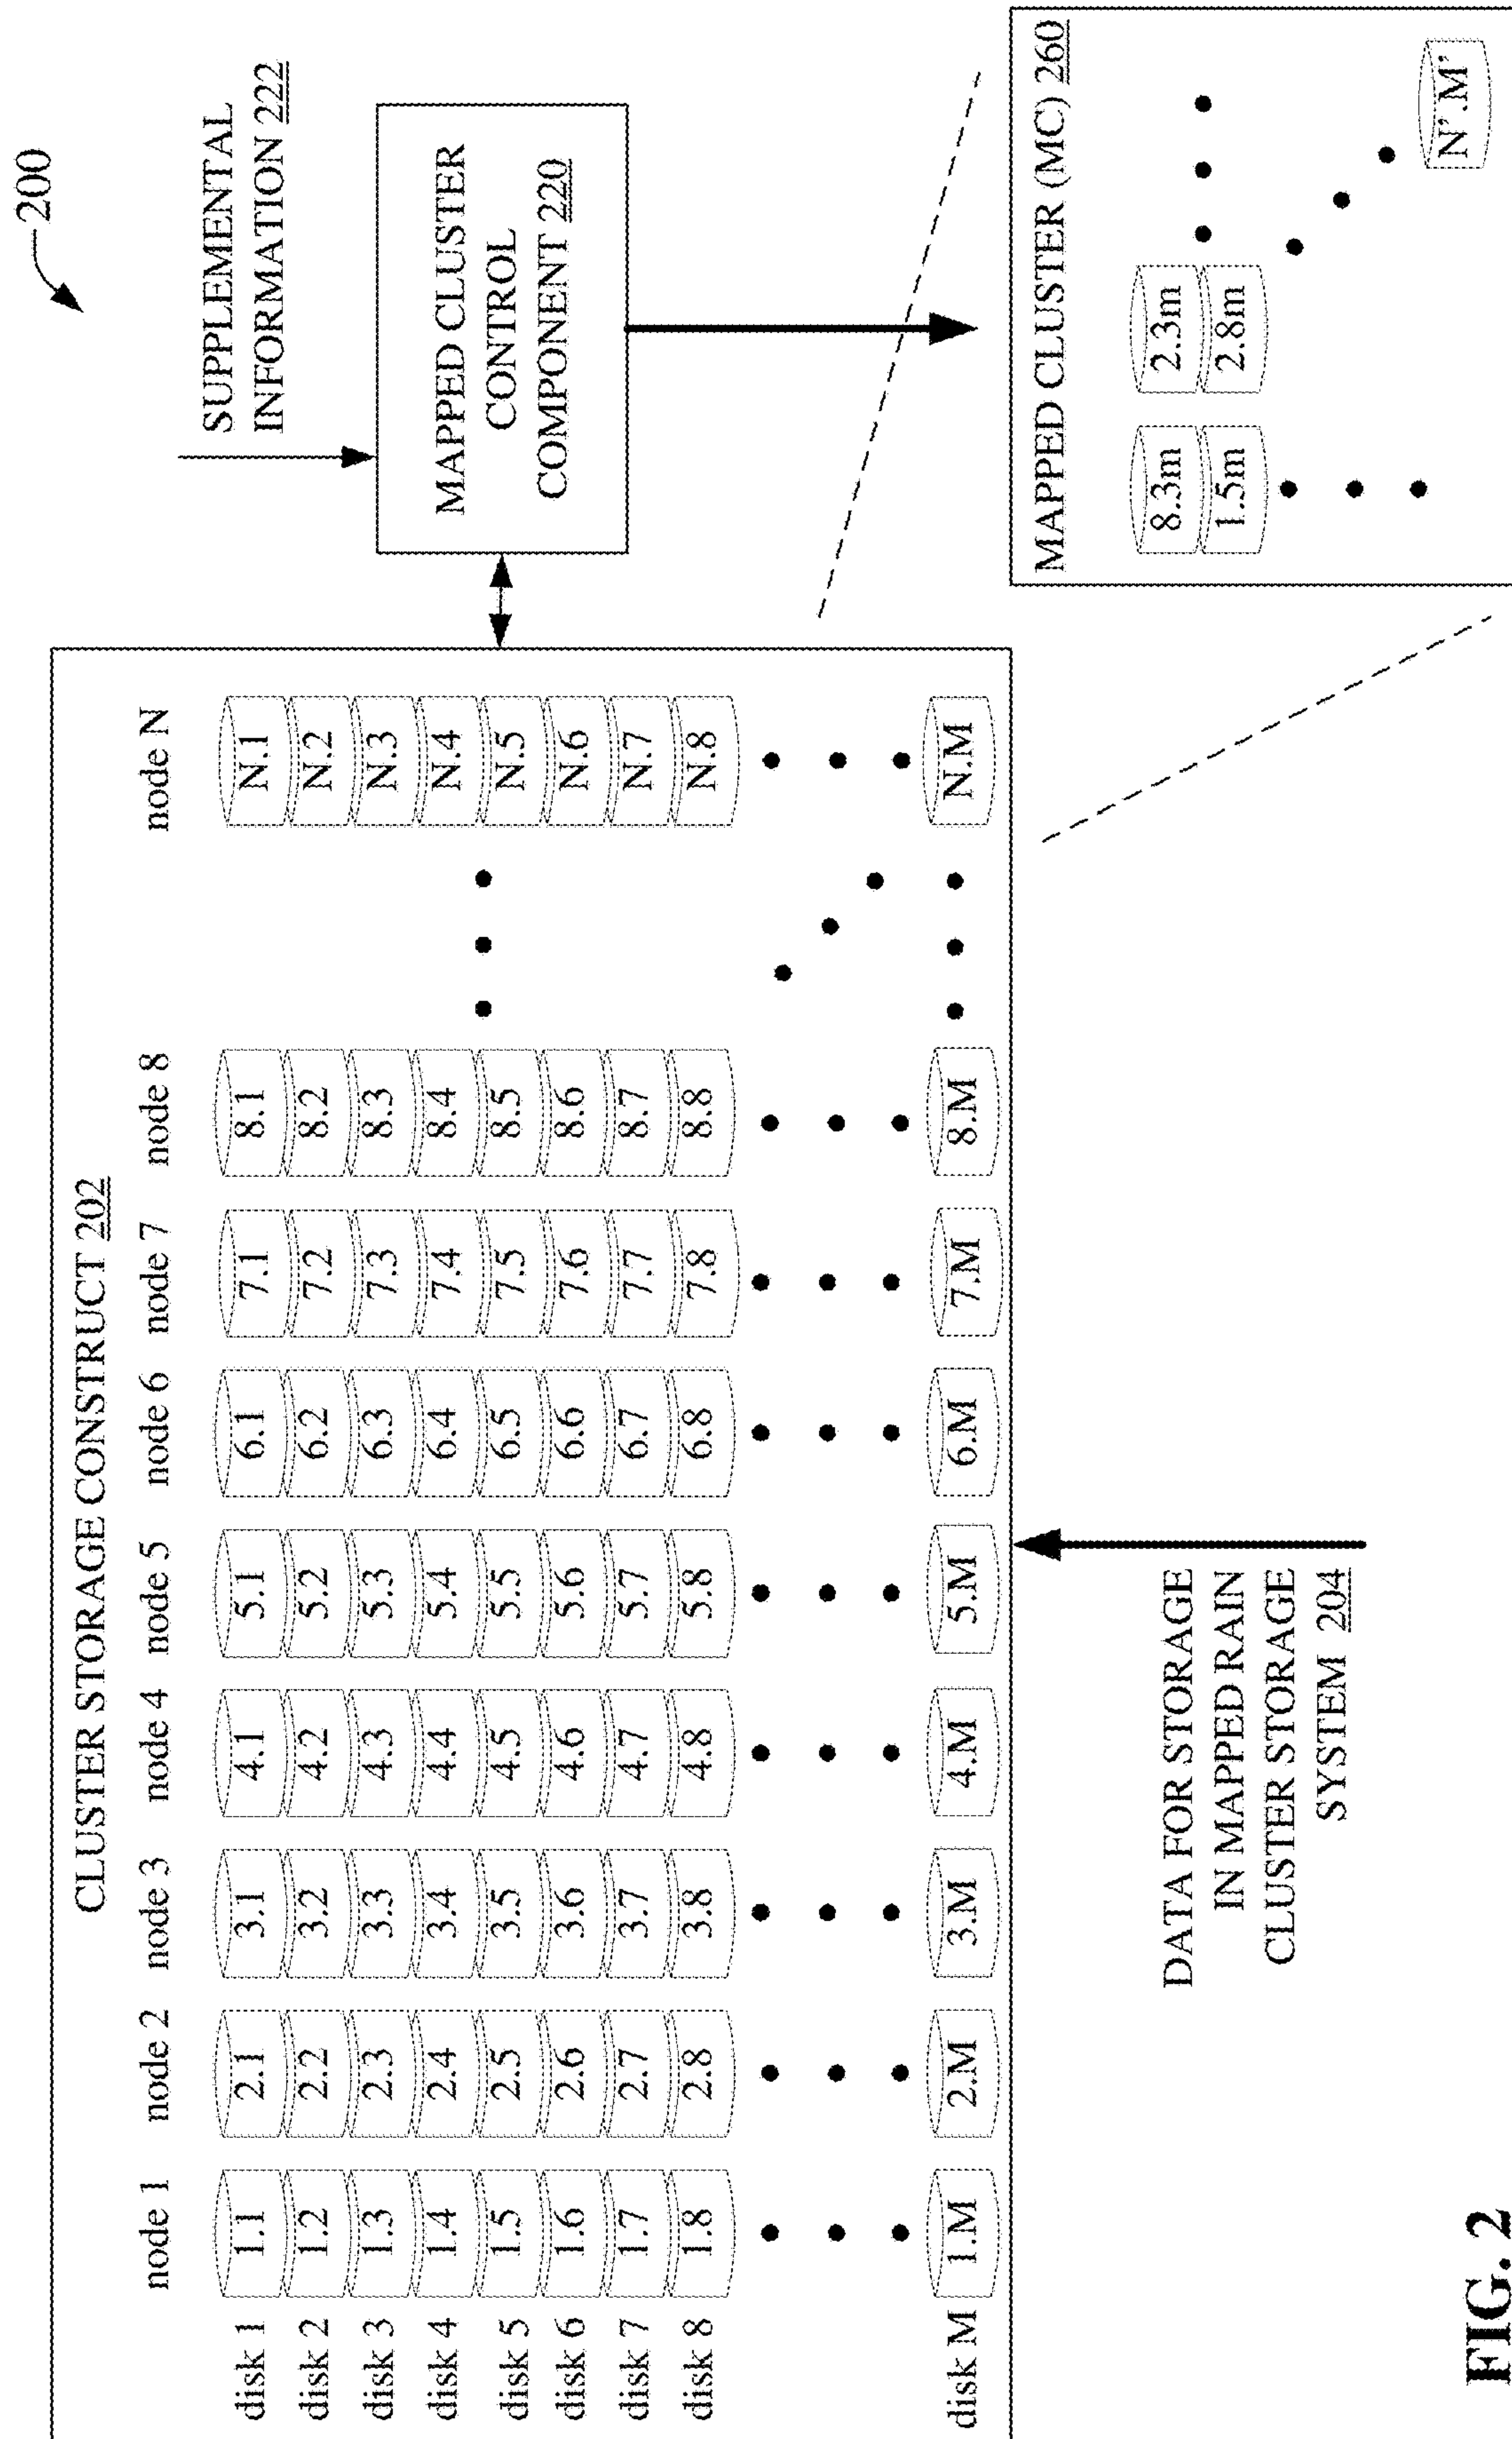 200
CLUSTER STORAGE CONSTRUCT 202
node 1 node 2 node 3 node 4 node 5 node 6 node 7 node 8 node N
disk 1 1.1 2.1 3.1 4.1 5.1 6.1 7.1 8.1 N.1
disk 2 1.2 2.2 3.2 4.2 5.2 6.2 7.2 8.2 N.2
disk 3 1.3 2.3 3.3 4.3 5.3 6.3 7.3 8.3 N.3
disk 4 1.4 2.4 3.4 4.4 5.4 6.4 7.4 8.4 N.4
disk 5 1.5 2.5 3.5 4.5 5.5 6.5 7.5 8.5 N.5
disk 6 1.6 2.6 3.6 4.6 5.6 6.6 7.6 8.6 N.6
disk 7 1.7 2.7 3.7 4.7 5.7 6.7 7.7 8.7 N.7
disk 8 1.8 2.8 3.8 4.8 5.8 6.8 7.8 8.8 N.8
disk M 1.M 2.M 3.M 4.M 5.M 6.M 7.M 8.M N.M
SUPPLEMENTAL
INFORMATION 222
MAPPED CLUSTER
CONTROL
COMPONENT 220
DATA FOR STORAGE
IN MAPPED RAIN
CLUSTER STORAGE
SYSTEM 204
MAPPED CLUSTER (MC) 260
8.3m 2.3m
1.5m 2.8m
N'.M'
FIG. 2